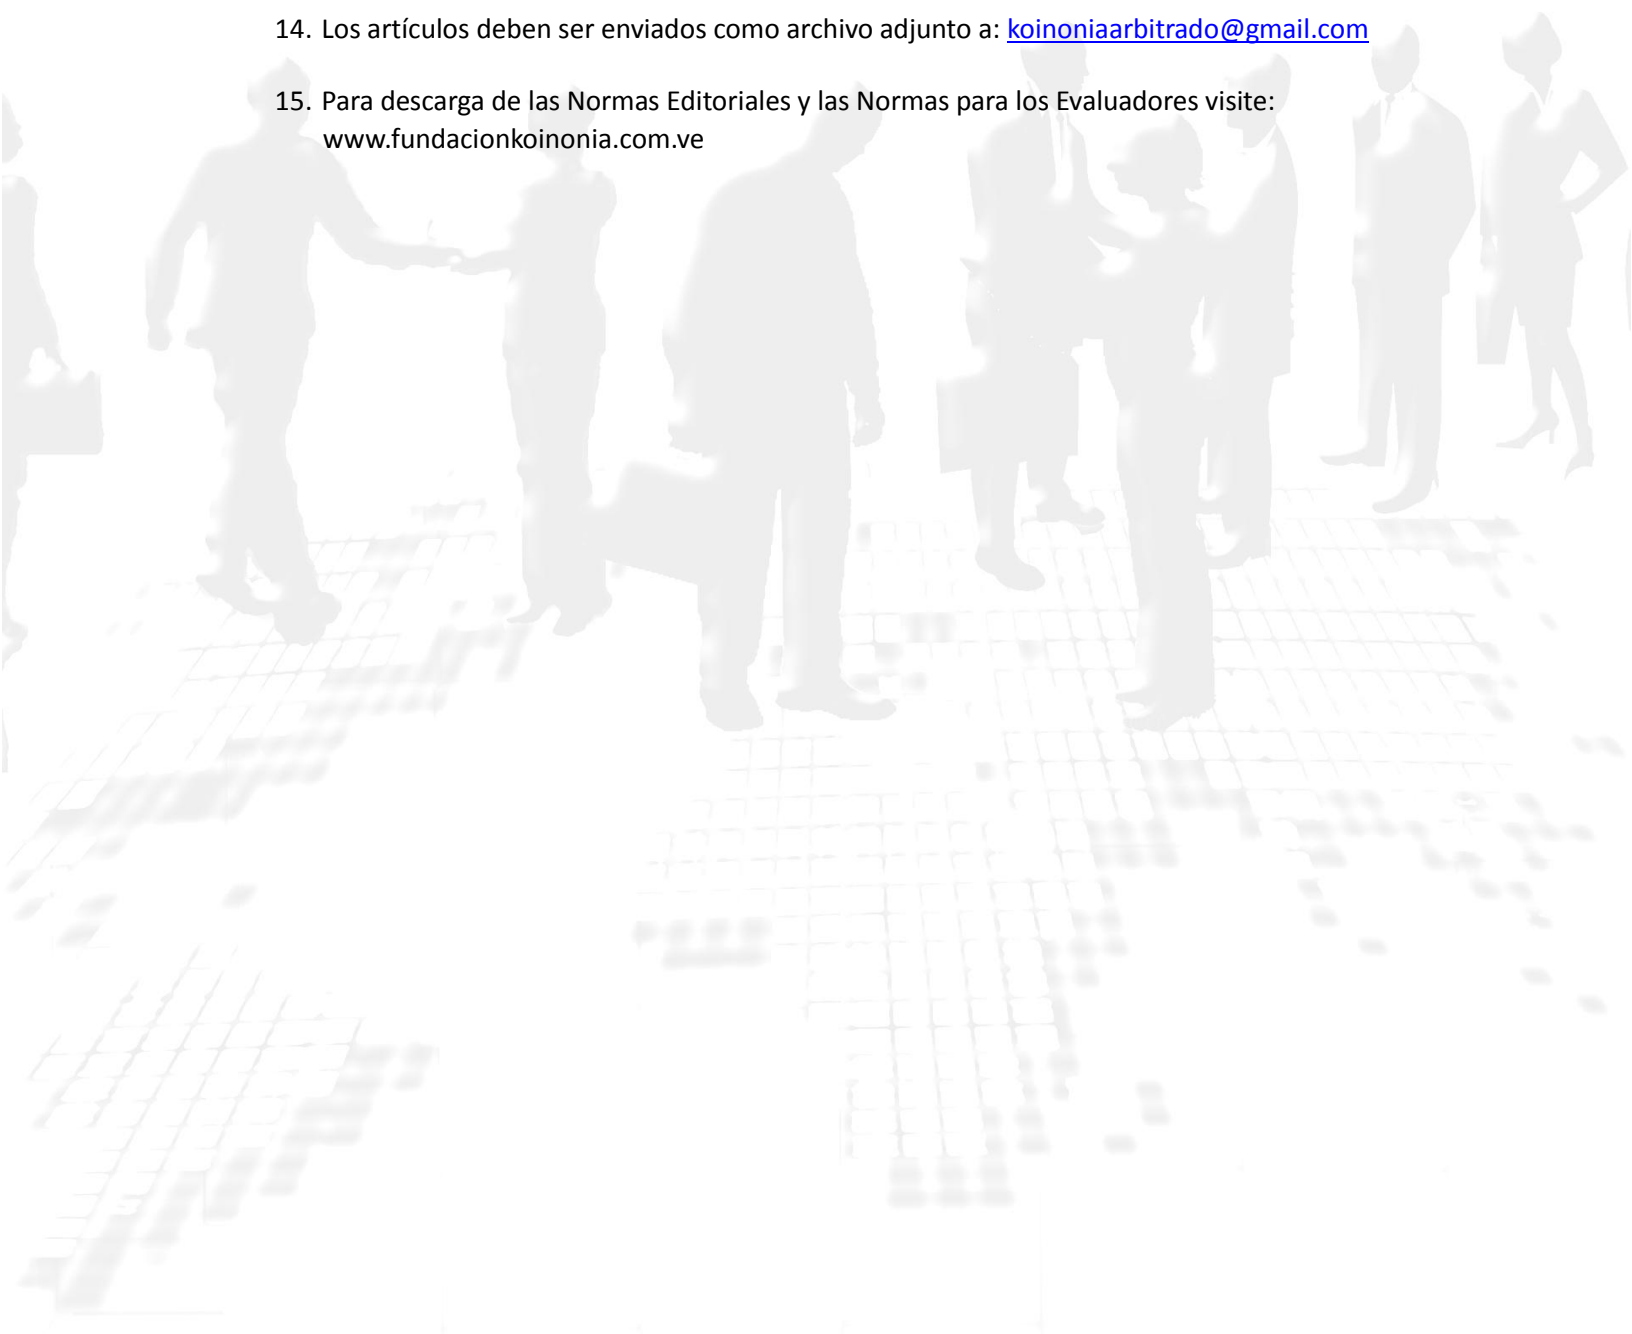 14. Los artículos deben ser enviados como archivo adjunto a: koinoniaarbitrado@gmail.com
15. Para descarga de las Normas Editoriales y las Normas para los Evaluadores visite:
www.fundacionkoinonia.com.ve